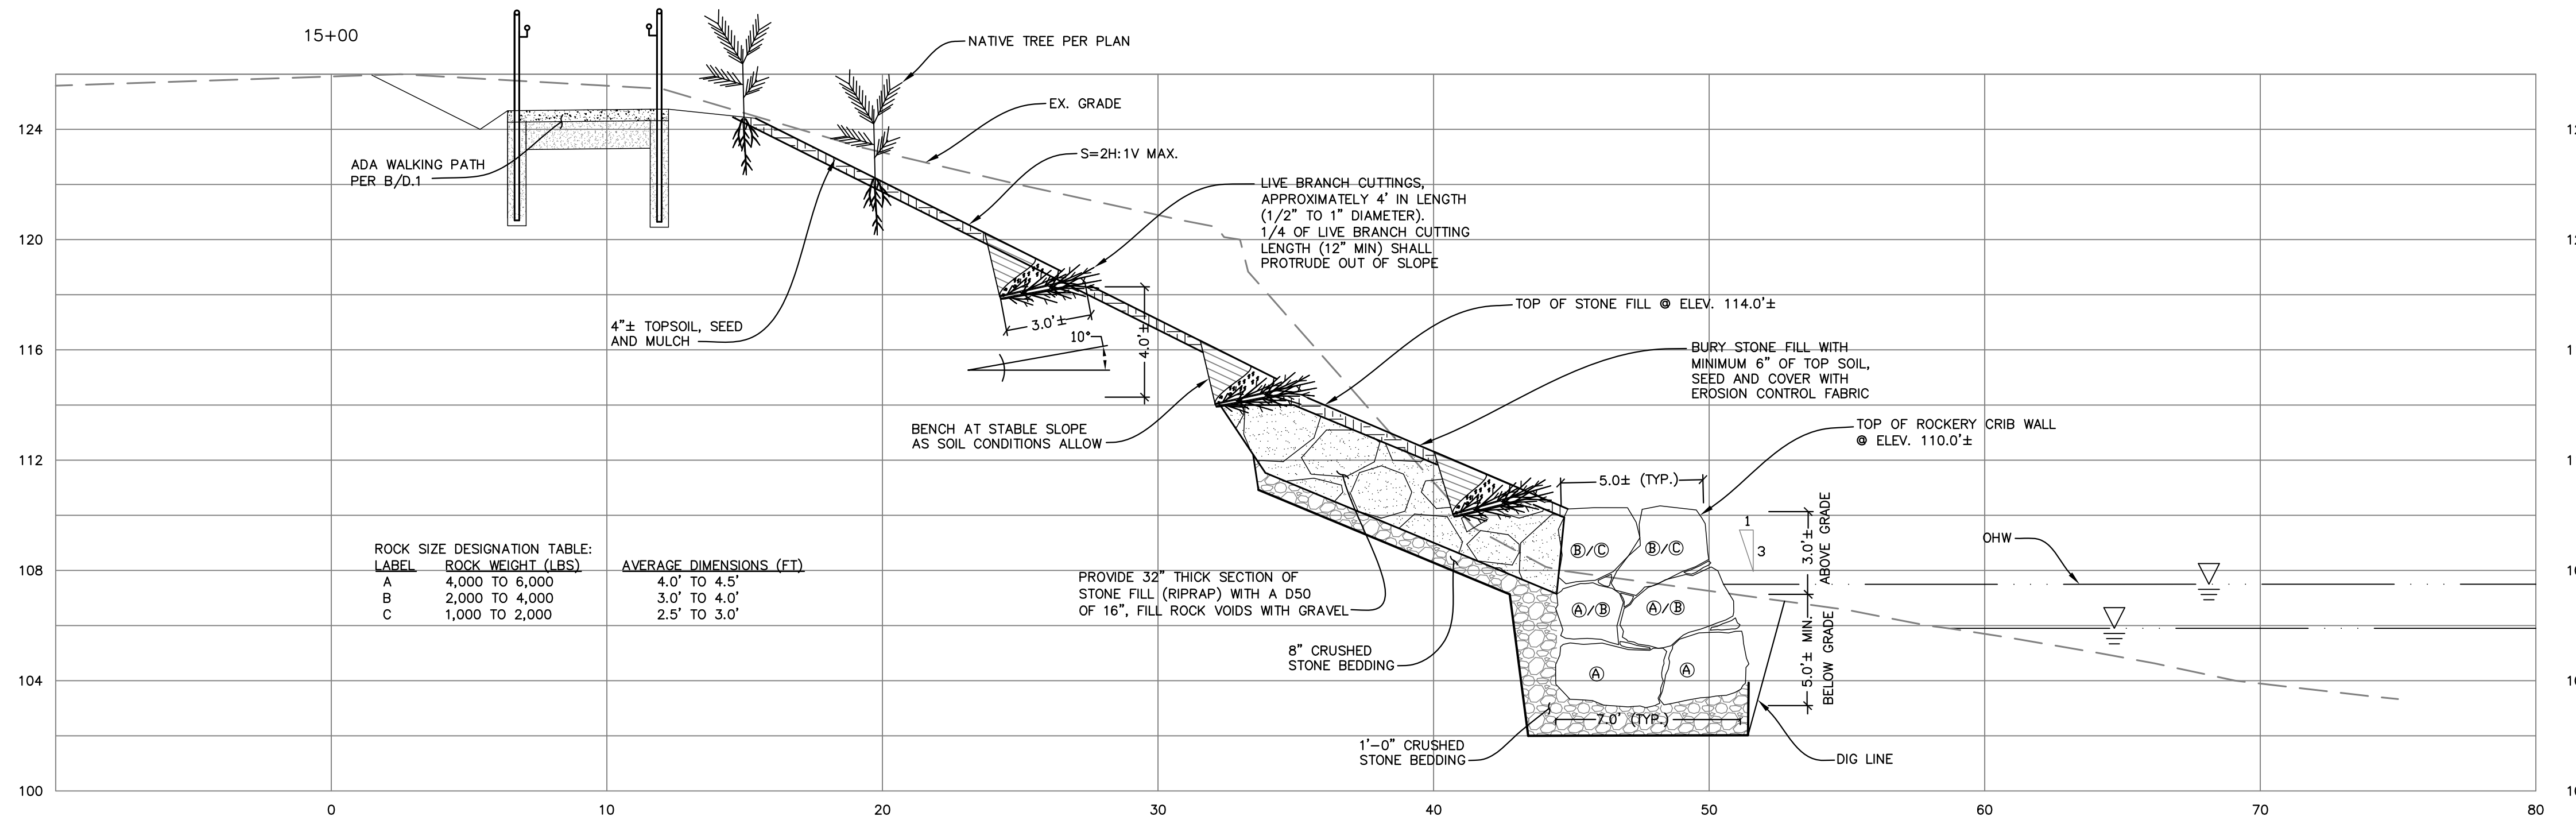 15+00
NATIVE TREE PER PLAN
EX. GRADE
S=2H:1V MAX.
LIVE BRANCH CUTTINGS,
APPROXIMATELY 4' IN LENGTH
(1/2" TO 1" DIAMETER).
1/4 OF LIVE BRANCH CUTTING
LENGTH (12" MIN) SHALL
PROTRUDE OUT OF SLOPE
ADA WALKING PATH
PER B/D.1
4"± TOPSOIL, SEED
AND MULCH
3.0'±
10°
4.0'±
TOP OF STONE FILL @ ELEV. 114.0'±
BURY STONE FILL WITH
MINIMUM 6" OF TOP SOIL,
SEED AND COVER WITH
EROSION CONTROL FABRIC
TOP OF ROCKERY CRIB WALL
@ ELEV. 110.0'±
BENCH AT STABLE SLOPE
AS SOIL CONDITIONS ALLOW
5.0± (TYP.)
1
3
3.0'±
ABOVE GRADE
5.0'± MIN.
BELOW GRADE
OHW
B/C
B/C
A/B
A/B
A
A
7.0' (TYP.)
ROCK SIZE DESIGNATION TABLE:
LABEL ROCK WEIGHT (LBS) AVERAGE DIMENSIONS (FT)
A 4,000 TO 6,000 4.0' TO 4.5'
B 2,000 TO 4,000 3.0' TO 4.0'
C 1,000 TO 2,000 2.5' TO 3.0'
PROVIDE 32" THICK SECTION OF
STONE FILL (RIPRAP) WITH A D50
OF 16", FILL ROCK VOIDS WITH GRAVEL
8" CRUSHED
STONE BEDDING
1'-0" CRUSHED
STONE BEDDING
DIG LINE
124
120
116
112
108
104
100
0 10 20 30 40 50 60 70 80